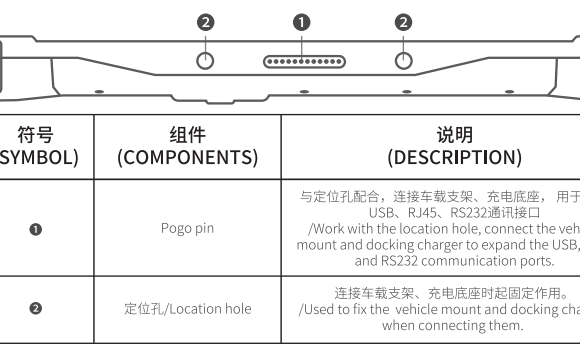 ❷ ❶ ❷
符号 组件 说明
SYMBOL) (COMPONENTS) (DESCRIPTION)
与定位孔配合，连接车载支架、充电底座， 用于
USB、RJ45、RS232通讯接口
❶ Pogo pin /Work with the location hole, connect the
mount and docking charger to expand the USB,
and RS232 communication ports.
连接车载支架、充电底座时起固定作用。
❷ 定位孔/Location hole /Used to fix the vehicle mount and docking
when connecting them.